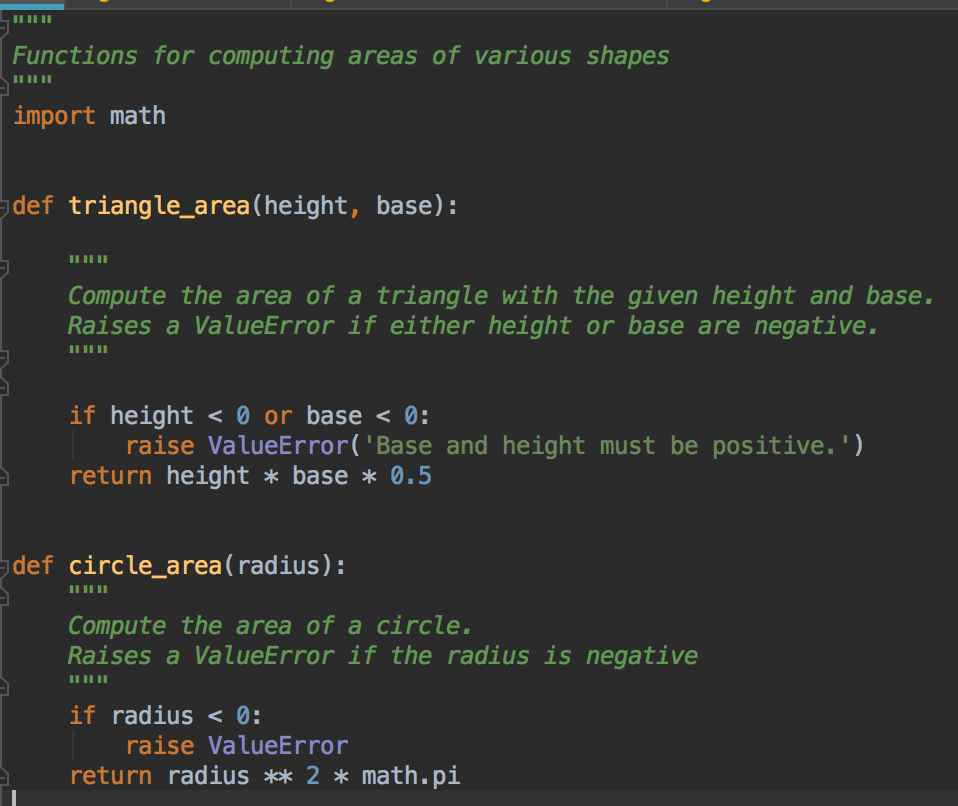 """
Functions for computing areas of various shapes
"""
import math
def triangle_area(height, base):
"""
Compute the area of a triangle with the given height and base.
Raises a ValueError if either height or base are negative.
"""
if height < 0 or base < 0:
raise ValueError('Base and height must be positive.')
return height * base * 0.5
def circle_area(radius):
"""
Compute the area of a circle.
Raises a ValueError if the radius is negative
"""
if radius < 0:
raise ValueError
return radius ** 2 * math.pi